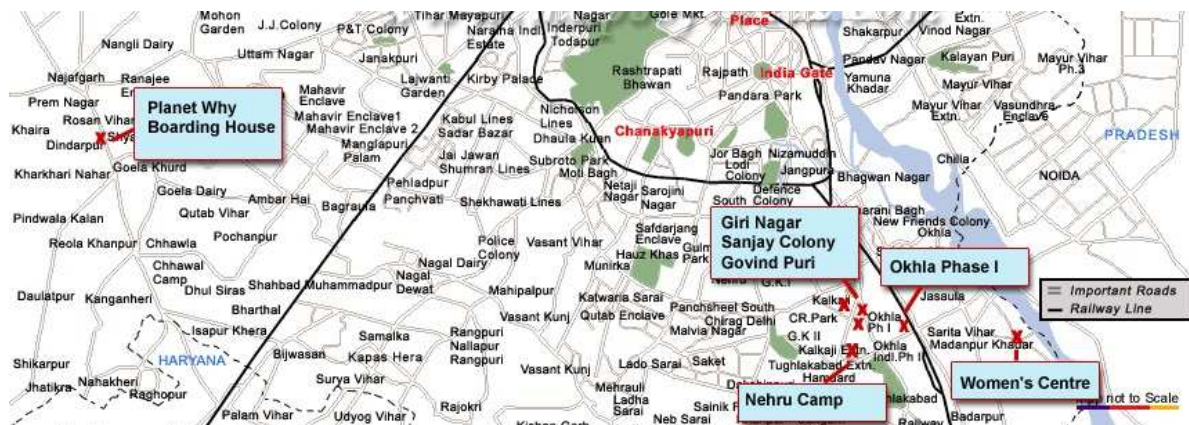 Mohon
Garden
J.J.Colony
P&T Colony
Tihar Mayapuri
Naraina Indl.
Estate
Nagar
Inderpuri
Todapur
Gole Mkt.
Place
Shakarpur
Extn.
Vinod Nagar
Nangli Dairy
Uttam Nagar
Janakpuri
Pandav Nagar
Kalayan Puri
Mayur Vihar
Ph.3
Najafgarh
Ranajee
Lajwanti
Garden
Kirby Palace
Rashtrapati
Bhawan
Rajpath
India Gate
Yamuna
Khadar
Mayur Vihar
Prem Nagar
Planet Why
Boarding House
Mahavir
Enclave
Nicholson
Lines
Pandara Park
Mayur Vihar
Extn.
Vasundhra
Enclave
Rosan Vihar
Mahavir Enclave1
Mahavir Enclave 2
Kabul Lines
Sadar Bazar
Dhaula Kuan
Chanakyapuri
PRADESH
Khaira
Dindarpur
Manglapuri
Palam
Jai Jawan
Shumran Lines
Subroto Park
Moti Bagh
Jor Bagh
Lodi
Colony
Nizamuddin
Jangpura
Chilla
Goela Khurd
Kharkhari Nahar
Pehladpur
Panchvati
Bhagwan Nagar
NOIDA
Goela Dairy
Ambar Hai
Bagraula
Shekhawati Lines
Netaji
Nagar
Sarojini
Nagar
Defence
Colony
South
Pindwala Kalan
Qutab Vihar
Giri Nagar
Sanjay Colony
Govind Puri
New Friends Colony
Okhla
Reola Khanpur
Chhawla
Pochanpur
Police
Colony
Vasant Vihar
Safdarjang
Enclave
Hauz Khas
Park
Okhla Phase I
Chhawal
Camp
Nagal Dairy
Munirka
Nehru
G.K.I
Important Roads
Railway Line
Daulatpur
Kanganheri
Dhul Siras
Shahbad Muhammadpur
Nagal
Dewat
Mahipalpur
Katwaria Sarai
Qutab Enclave
Panchsheel South
Chirag Delhi
Malvia Nagar
Kalkaji
Jasaula
Bharthal
Vasant Kunj
CR.Park
Okhla
Ph I
Sarita Vihar
Madanpur Khadar
Isapur Khera
Samalka
Rangpuri
Nallapur
Rangpuri
G.K II
Kalkaji Extn.
Okhla
Indl.Ph II
Shikarpur
HARYANA
Bijwasan
Kapas Hera
Vasant Kunj
Lado Sarai
Saket
Tughlakabad Extn.
Hamdard
Women's Centre
Jhatikra
Nahakheri
Raghopur
Surya Vihar
Mehrauli
Ladha
Sarai
Nehru Camp
not to Scale
Palam Vihar
Udyog Vihar
Rajokri
Neb Sarai
Sainik
Railway
Badarpur